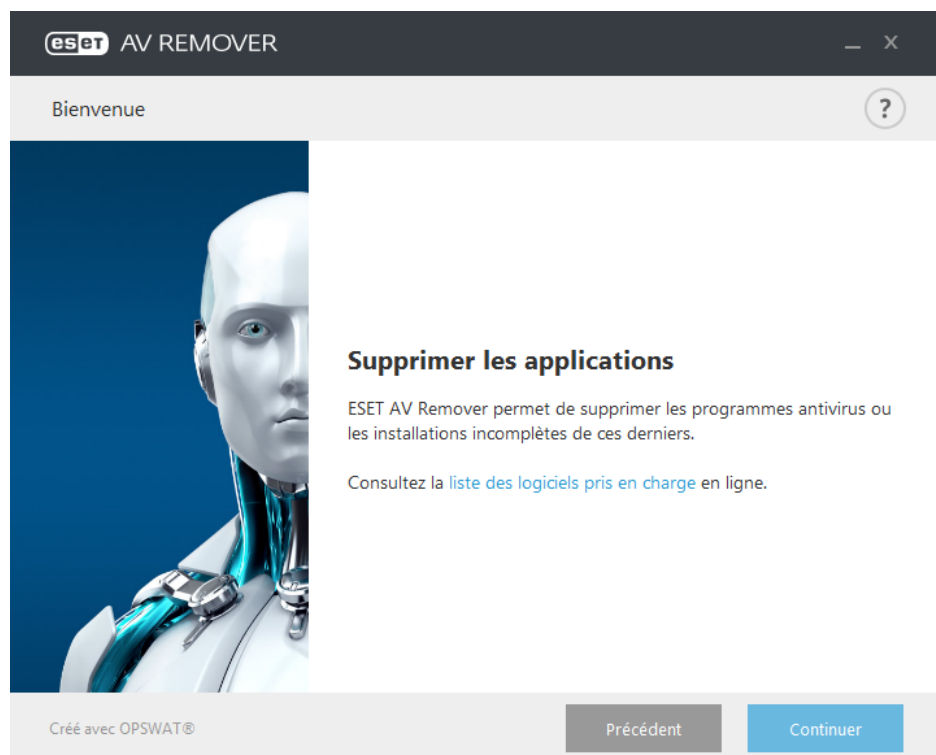 eset AV REMOVER
Bienvenue
?
Supprimer les applications
ESET AV Remover permet de supprimer les programmes antivirus ou
les installations incomplètes de ces derniers.
Consultez la liste des logiciels pris en charge en ligne.
Créé avec OPSWAT®
Précédent
Continuer